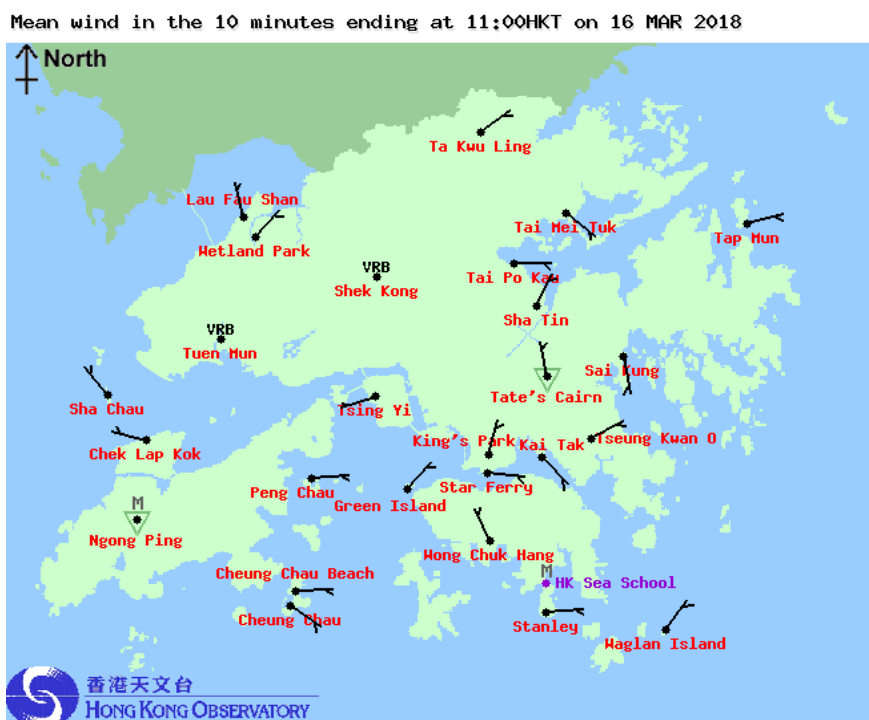 Mean wind in the 10 minutes ending at 11:00HKT on 16 MAR 2018
North
Ta Kwu Ling
Lau Fau Shan
Wetland Park
Tai Mei Tuk
Tap Mun
VRB
Shek Kong
Tai Po Kau
Sha Tin
VRB
Tuen Mun
Sai Kung
Tate's Cairn
Sha Chau
Tsing Yi
Chek Lap Kok
King's Park
Kai Tak
Tseung Kwan O
Peng Chau
Green Island
Star Ferry
M
Ngong Ping
Wong Chuk Hang
Cheung Chau Beach
M
HK Sea School
Cheung Chau
Stanley
Waglan Island
香港天文台
HONG KONG OBSERVATORY